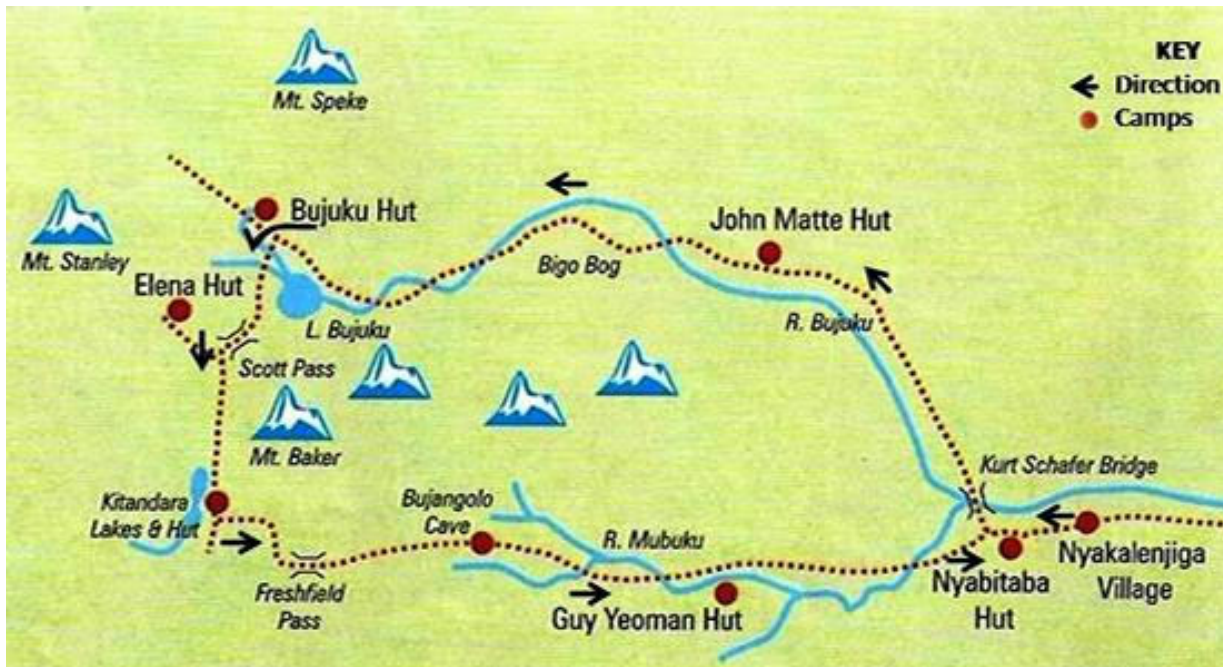 KEY
Direction
Camps
Mt. Speke
Bujuku Hut
John Matte Hut
Mt. Stanley
Bigo Bog
Elena Hut
L. Bujuku
R. Bujuku
Scott Pass
Mt. Baker
Kurt Schafer Bridge
Kitandara
Lakes & Hut
Bujangolo
Cave
R. Mubuku
Nyakalenjiga
Village
Freshfield
Pass
Guy Yeoman Hut
Nyabitaba
Hut